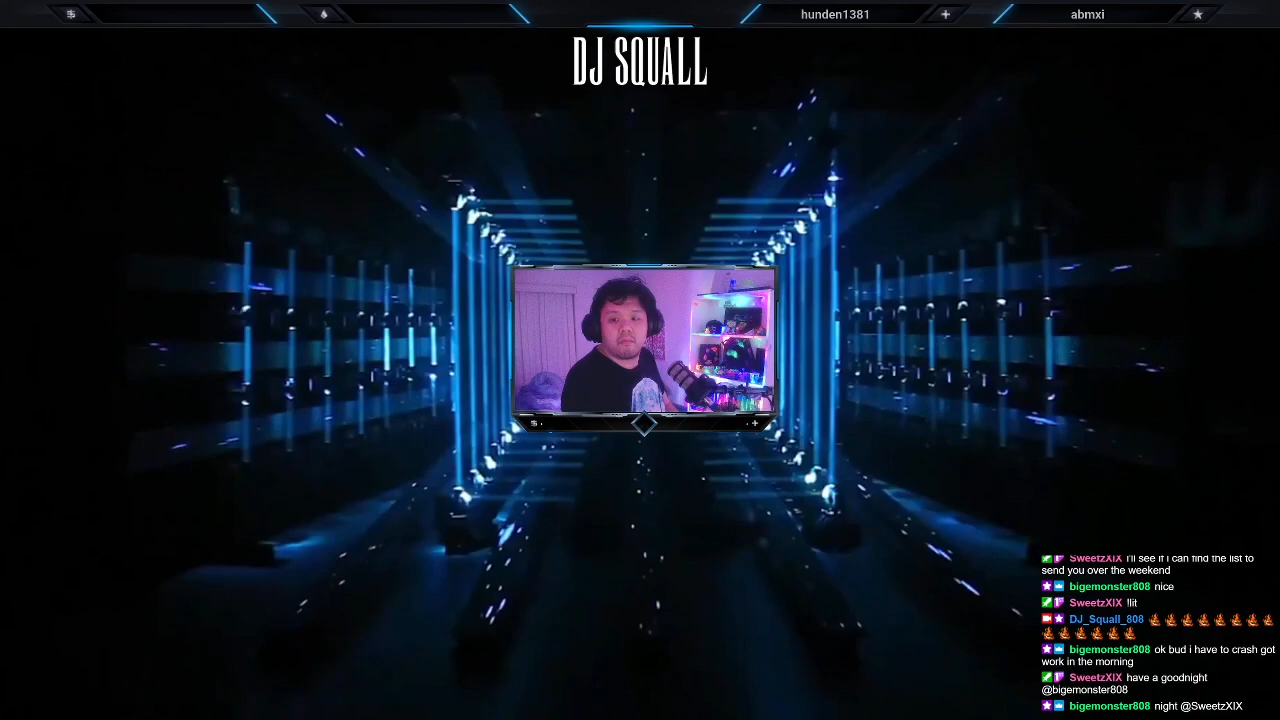 hunden1381
abmxi
DJ SQUALL
SweetzXIX i'll see if i can find the list to
send you over the weekend
bigemonster808 nice
SweetzXIX !lit
DJ_Squall_808
bigemonster808 ok bud i have to crash got
work in the morning
SweetzXIX have a goodnight
@bigemonster808
bigemonster808 night @SweetzXIX